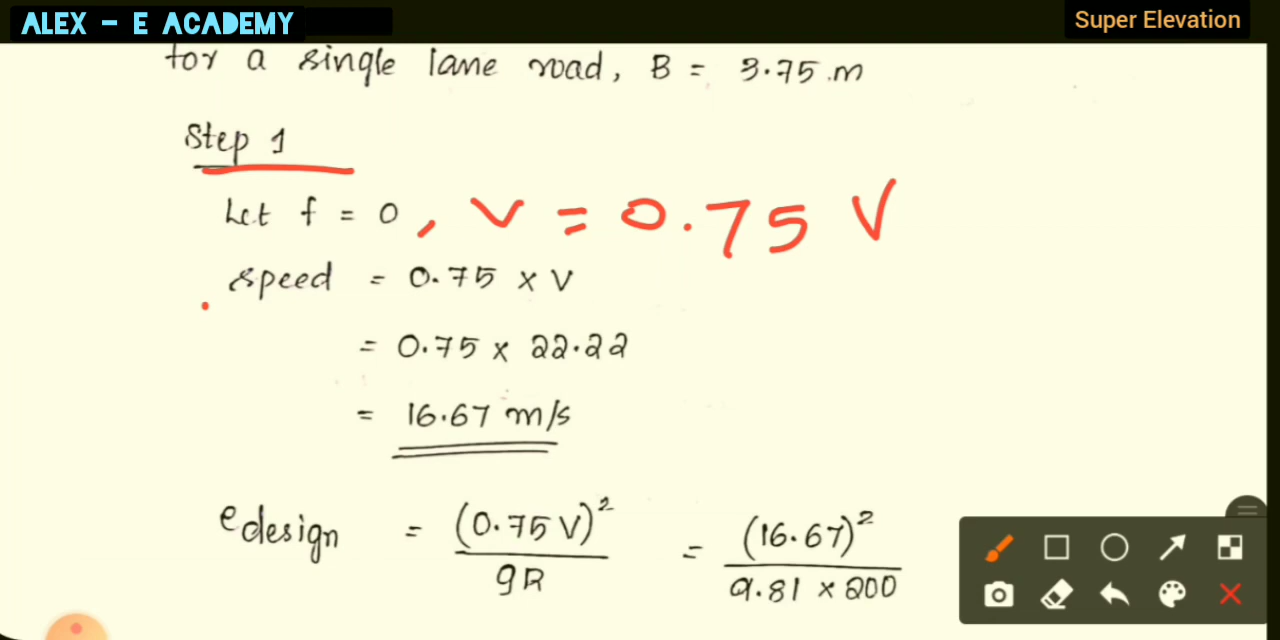 ALEX - E ACADEMY
Super Elevation
for a single lane road, B = 3.75 m
Step 1
Let f = 0, V = 0.75 V
speed = 0.75 x V
= 0.75 x 22.22
= 16.67 m/s
e design = (0.75 V)² / gR = (16.67)² / 9.81 x 200